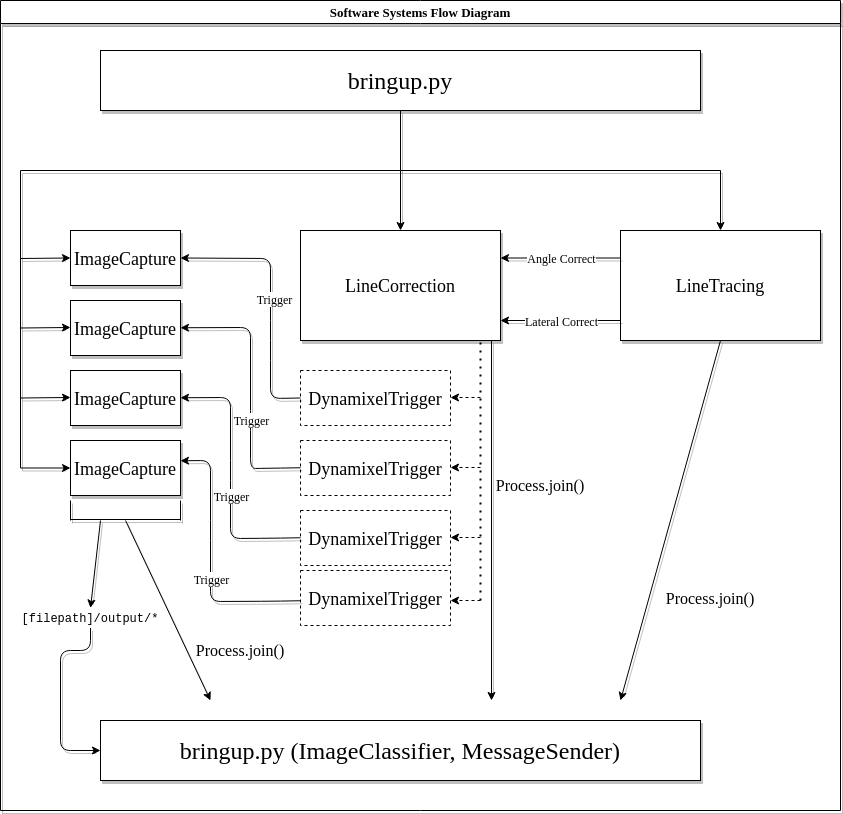 Software Systems Flow Diagram
bringup.py
ImageCapture
LineCorrection
Angle Correct
LineTracing
Lateral Correct
Trigger
ImageCapture
ImageCapture
DynamixelTrigger
Trigger
ImageCapture
DynamixelTrigger
Trigger
Process.join()
DynamixelTrigger
Trigger
DynamixelTrigger
Process.join()
[filepath]/output/*
Process.join()
bringup.py (ImageClassifier, MessageSender)